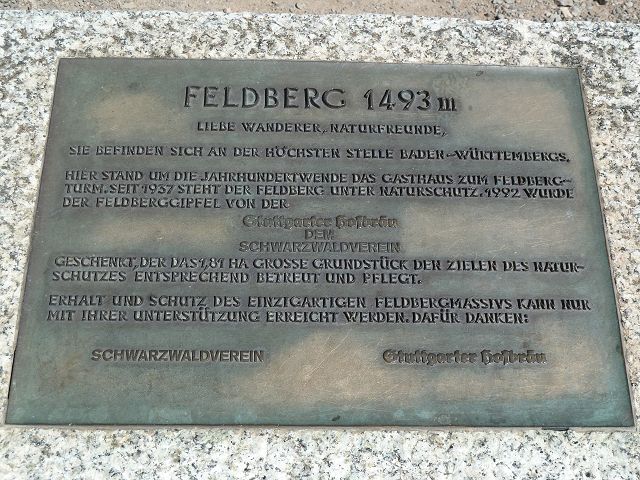 FELDBERG 1493 m
LIEBE WANDERER, NATURFREUNDE,
SIE BEFINDEN SICH AN DER HÖCHSTEN STELLE BADEN-WÜRTTEMBERGS.
HIER STAND UM DIE JAHRHUNDERTWENDE DAS GASTHAUS ZUM FELDBERG-
TURM. SEIT 1937 STEHT DER FELDBERG UNTER NATURSCHUTZ. 1992 WURDE
DER FELDBERGGIPFEL VON DER
Stuttgarter Hofbräu
DEM
SCHWARZWALDVEREIN
GESCHENKT, DER DAS 1,81 HA GROSSE GRUNDSTÜCK DEN ZIELEN DES NATUR-
SCHUTZES ENTSPRECHEND BETREUT UND PFLEGT.
ERHALT UND SCHUTZ DES EINZIGARTIGEN FELDBERGMASSIVS KANN NUR
MIT IHRER UNTERSTÜTZUNG ERREICHT WERDEN. DAFÜR DANKEN:
SCHWARZWALDVEREIN Stuttgarter Hofbräu